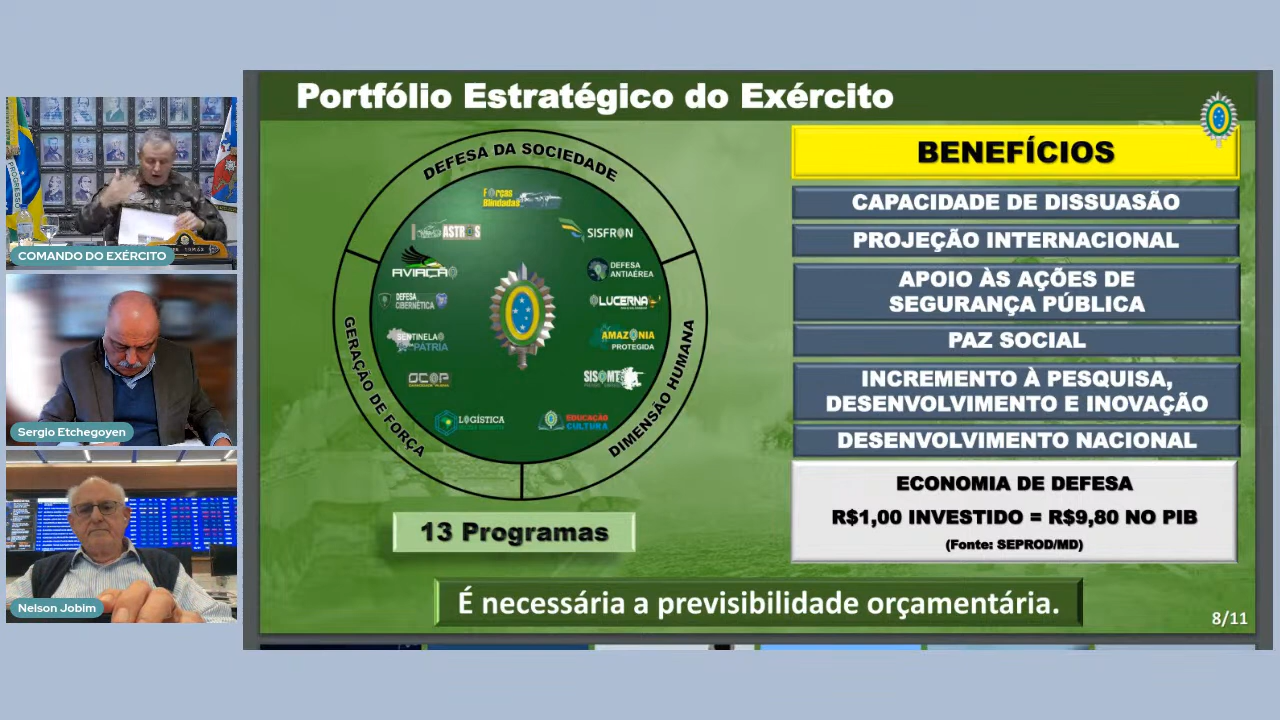 Portfólio Estratégico do Exército
DEFESA DA SOCIEDADE
GERAÇÃO DE FORÇA
DIMENSÃO HUMANA
Forças
Blindadas
ASTROS
SISFRON
AVIAÇÃO
DEFESA
ANTIAÉREA
DEFESA
CIBERNÉTICA
LUCERNA
SENTINELA
PÁTRIA
AMAZÔNIA
PROTEGIDA
OCOP
SISOMT
LOGÍSTICA
EDUCAÇÃO
CULTURA
13 Programas
BENEFÍCIOS
CAPACIDADE DE DISSUASÃO
PROJEÇÃO INTERNACIONAL
APOIO ÀS AÇÕES DE
SEGURANÇA PÚBLICA
PAZ SOCIAL
INCREMENTO À PESQUISA,
DESENVOLVIMENTO E INOVAÇÃO
DESENVOLVIMENTO NACIONAL
ECONOMIA DE DEFESA
R$1,00 INVESTIDO = R$9,80 NO PIB
(Fonte: SEPROD/MD)
É necessária a previsibilidade orçamentária.
8/11
COMANDO DO EXÉRCITO
Sergio Etchegoyen
Nelson Jobim